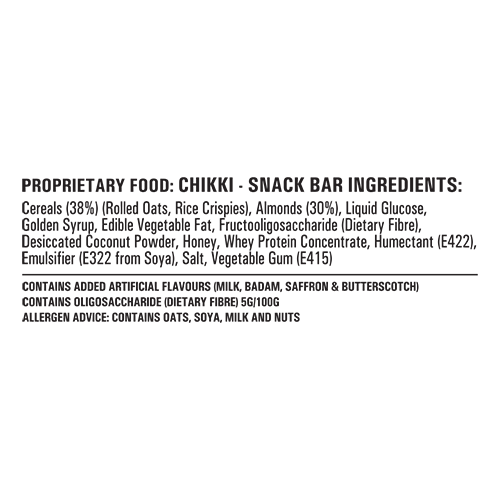 PROPRIETARY FOOD: CHIKKI - SNACK BAR INGREDIENTS:
Cereals (38%) (Rolled Oats, Rice Crispies), Almonds (30%), Liquid Glucose,
Golden Syrup, Edible Vegetable Fat, Fructooligosaccharide (Dietary Fibre),
Desiccated Coconut Powder, Honey, Whey Protein Concentrate, Humectant (E422),
Emulsifier (E322 from Soya), Salt, Vegetable Gum (E415)
CONTAINS ADDED ARTIFICIAL FLAVOURS (MILK, BADAM, SAFFRON & BUTTERSCOTCH)
CONTAINS OLIGOSACCHARIDE (DIETARY FIBRE) 5G/100G
ALLERGEN ADVICE: CONTAINS OATS, SOYA, MILK AND NUTS